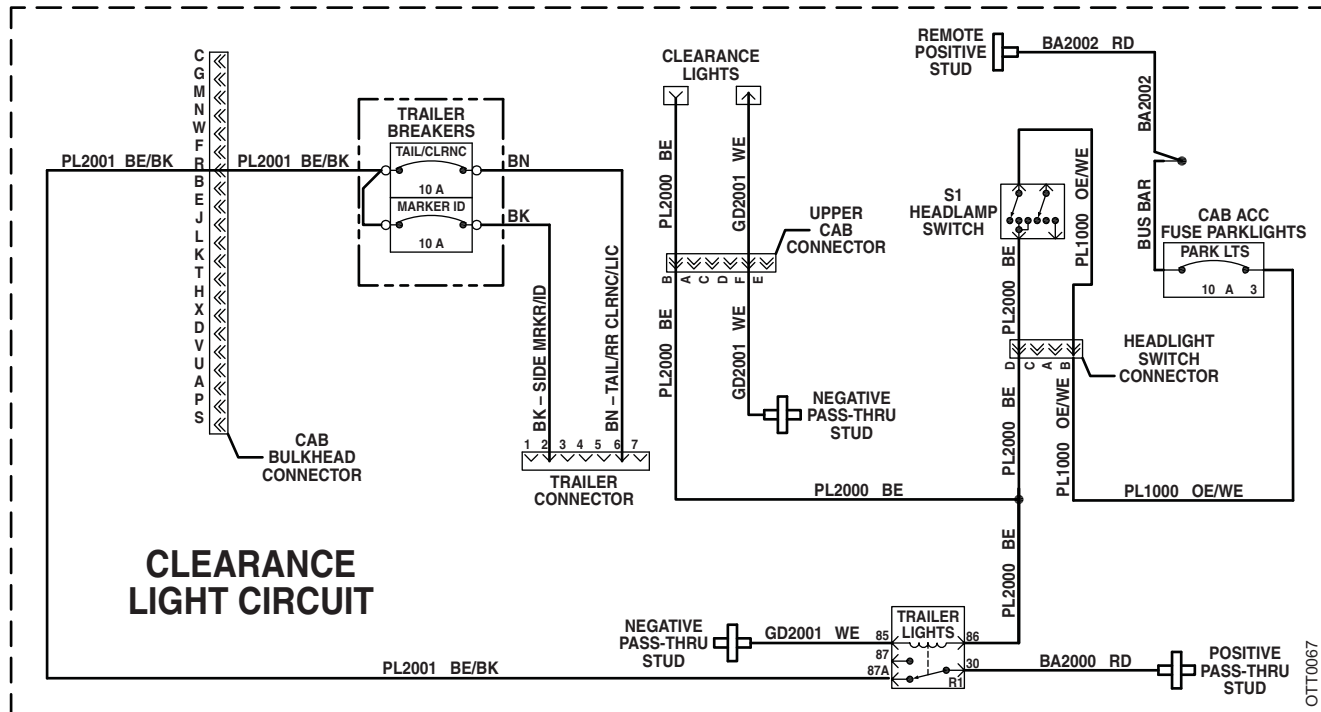 C
G
M
N
W
F
R
B
E
J
L
K
T
H
X
D
V
U
A
P
S
CAB
BULKHEAD
CONNECTOR
PL2001 BE/BK
PL2001 BE/BK
TRAILER
BREAKERS
TAIL/CLRNC
10 A
MARKER ID
10 A
BN
BK
BK – SIDE MRKR/ID
BN – TAIL/RR CLRNC/LIC
1 2 3 4 5 6 7
TRAILER
CONNECTOR
CLEARANCE
LIGHTS
PL2000 BE
GD2001 WE
UPPER
CAB
CONNECTOR
B A C D F E
PL2000 BE
GD2001 WE
NEGATIVE
PASS-THRU
STUD
REMOTE
POSITIVE
STUD
BA2002 RD
BA2002
BUS BAR
S1
HEADLAMP
SWITCH
PL1000 OE/WE
PL2000 BE
CAB ACC
FUSE PARKLIGHTS
PARK LTS
10 A 3
HEADLIGHT
SWITCH
CONNECTOR
D C A B
PL2000 BE
PL1000 OE/WE
PL2000 BE
PL1000 OE/WE
PL2000 BE
CLEARANCE
LIGHT CIRCUIT
NEGATIVE
PASS-THRU
STUD
GD2001 WE
TRAILER
LIGHTS
85
86
87
87A
30
R1
BA2000 RD
POSITIVE
PASS-THRU
STUD
PL2001 BE/BK
OTT0067